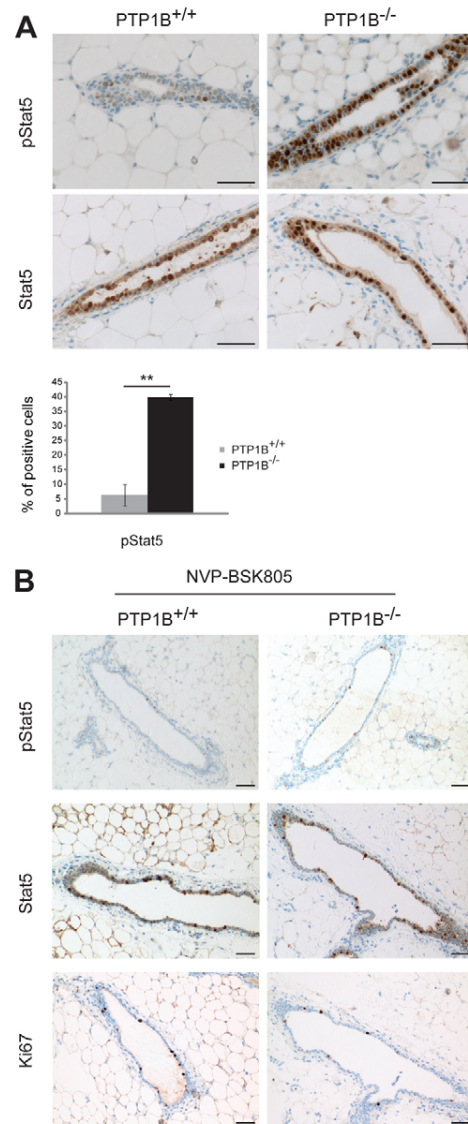 A
PTP1B+/+ PTP1B-/-
pStat5
Stat5
**
45
40
35
30
25
20
15
10
5
0
% of positive cells
PTP1B+/+
PTP1B-/-
pStat5
B
NVP-BSK805
PTP1B+/+ PTP1B-/-
pStat5
Stat5
Ki67